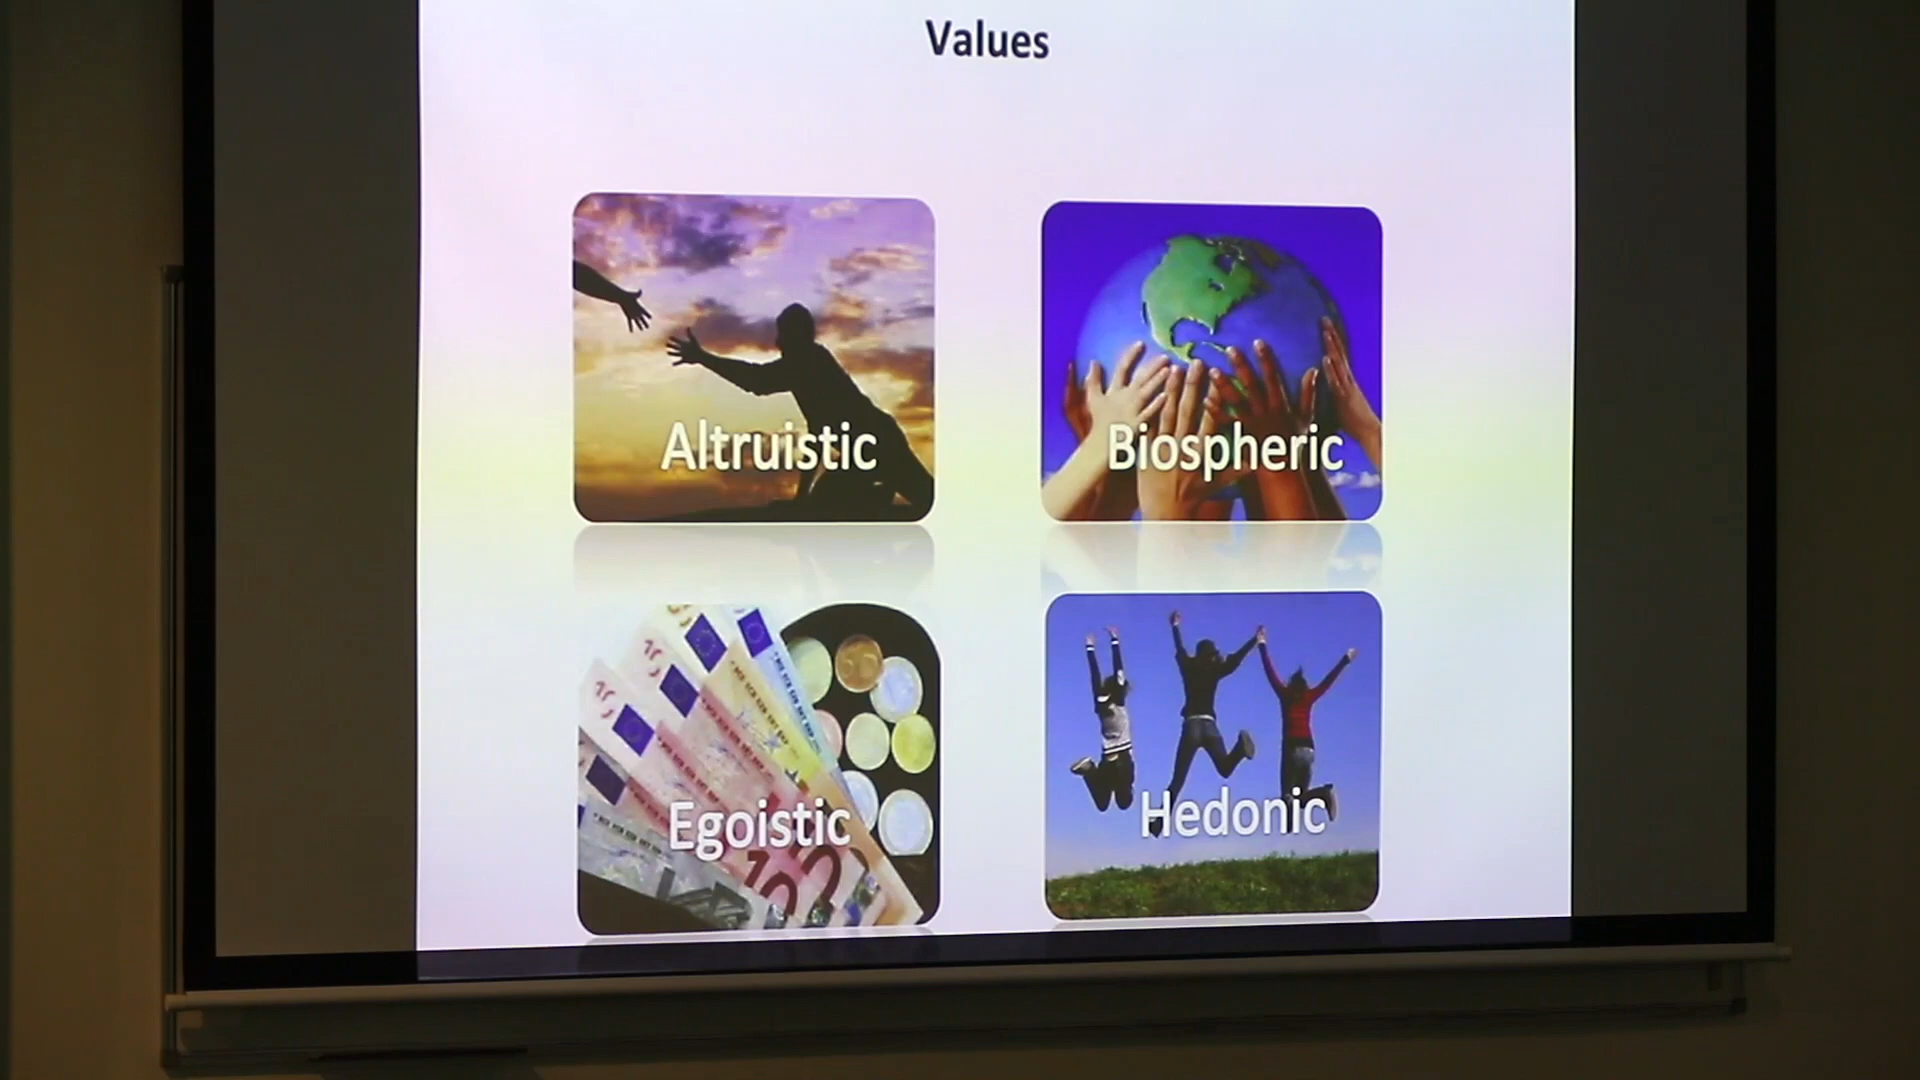 Values
Altruistic
Biospheric
Egoistic
Hedonic